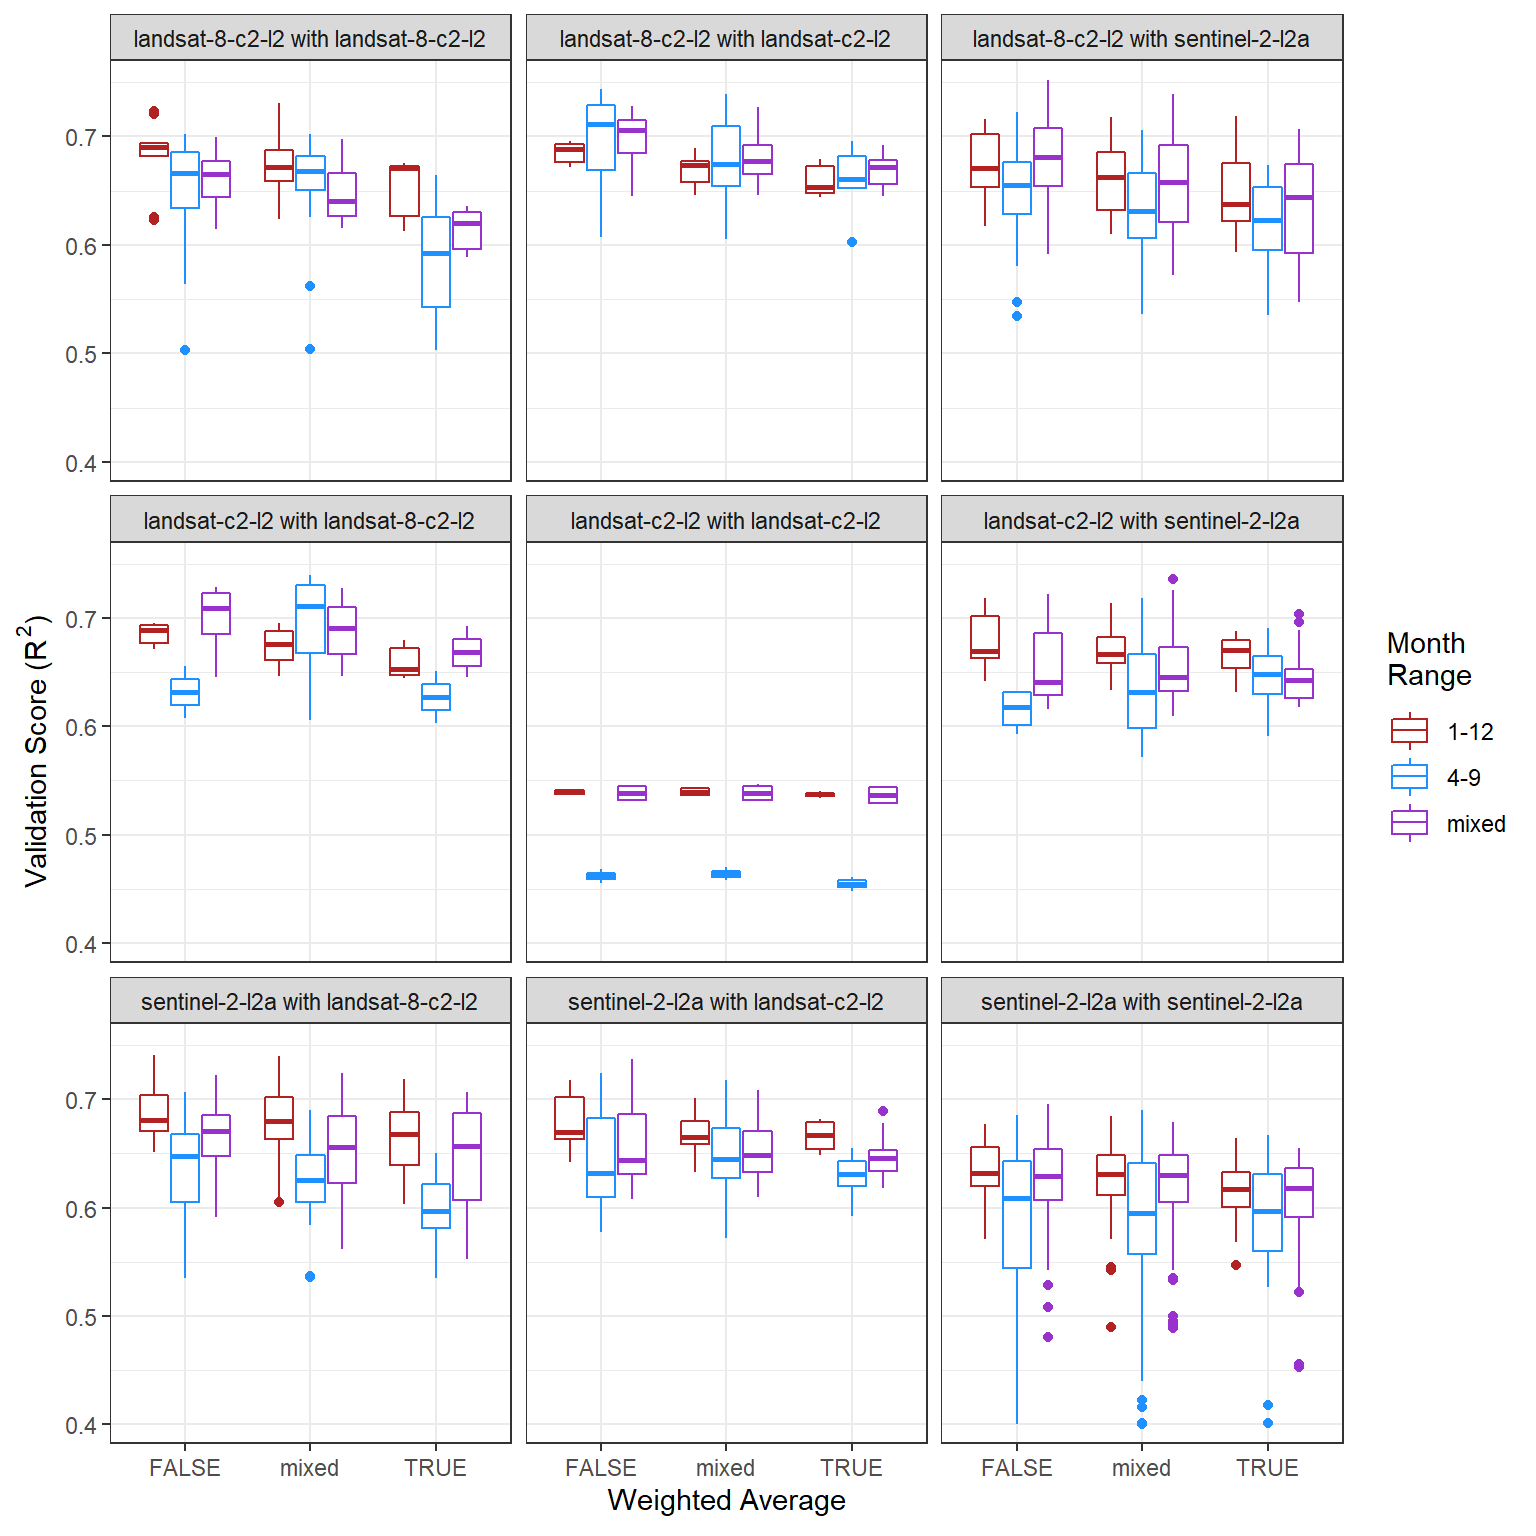 landsat-8-c2-l2 with landsat-8-c2-l2
landsat-8-c2-l2 with landsat-c2-l2
landsat-8-c2-l2 with sentinel-2-l2a
0.7
0.6
0.5
0.4
landsat-c2-l2 with landsat-8-c2-l2
landsat-c2-l2 with landsat-c2-l2
landsat-c2-l2 with sentinel-2-l2a
0.7
0.6
0.5
0.4
sentinel-2-l2a with landsat-8-c2-l2
sentinel-2-l2a with landsat-c2-l2
sentinel-2-l2a with sentinel-2-l2a
0.7
0.6
0.5
0.4
FALSE mixed TRUE
FALSE mixed TRUE
FALSE mixed TRUE
Weighted Average
Validation Score (R²)
Month
Range
1-12
4-9
mixed